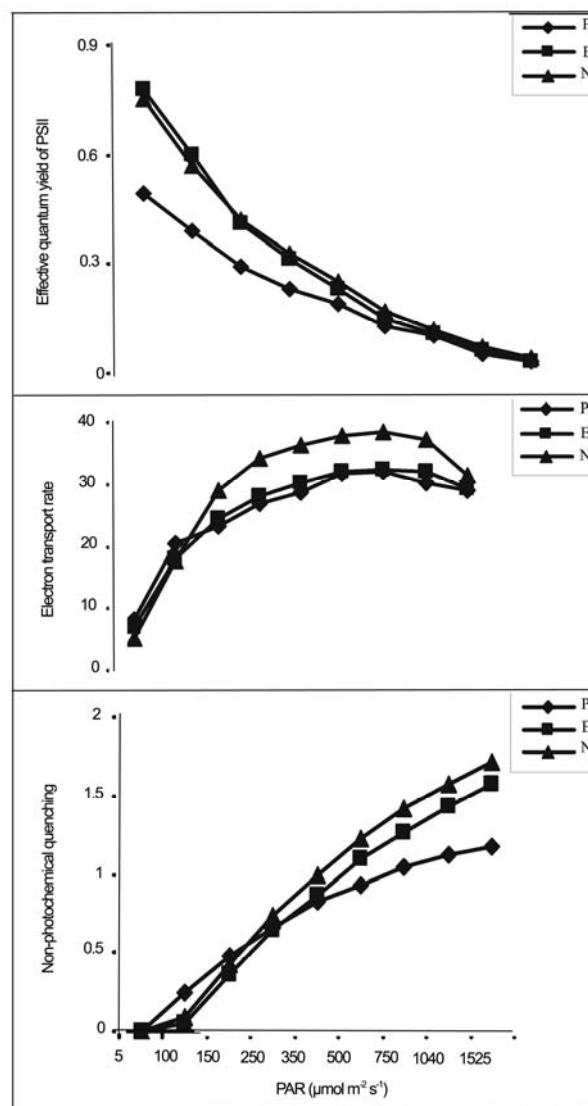 0.9
0.6
0.3
0
Effective quantum yield of PSII
P
E
N
40
30
20
10
0
Electron transport rate
P
E
N
2
1.5
1
0.5
0
Non-photochemical quenching
P
E
N
5 100 150 250 350 500 750 1040 1525
PAR (µmol m⁻² s⁻¹)